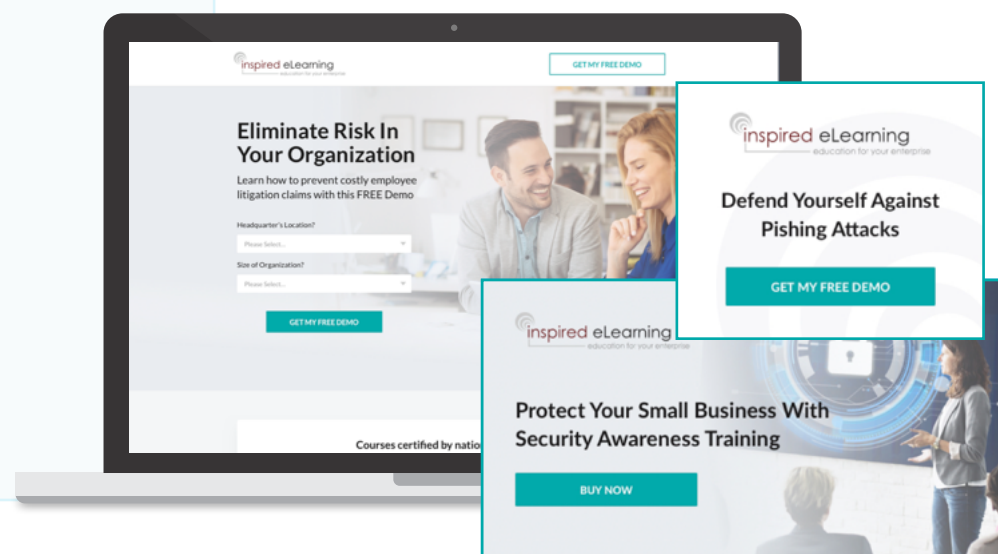 inspired eLearning
education for your enterprise
GET MY FREE DEMO
Eliminate Risk In
Your Organization
Learn how to prevent costly employee
litigation claims with this FREE Demo
Headquarter's Location?
Please Select...
Size of Organization?
Please Select...
GET MY FREE DEMO
Courses certified by natio
inspired eLearning
education for your enterprise
Defend Yourself Against
Pishing Attacks
GET MY FREE DEMO
inspired eLearning
education for your enterprise
Protect Your Small Business With
Security Awareness Training
BUY NOW